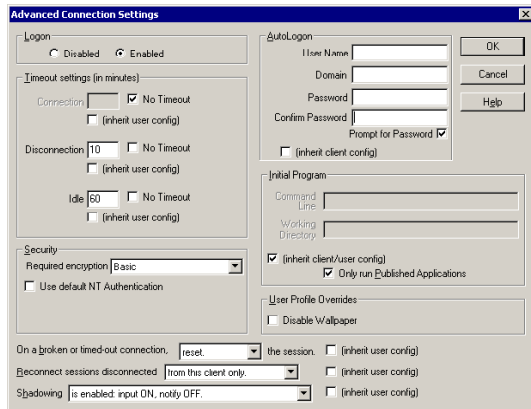 Advanced Connection Settings
Logon
Disabled Enabled
Timeout settings (in minutes)
Connection No Timeout
(inherit user config)
Disconnection 10 No Timeout
(inherit user config)
Idle 60 No Timeout
(inherit user config)
Security
Required encryption Basic
Use default NT Authentication
AutoLogon
User Name
Domain
Password
Confirm Password
Prompt for Password
(inherit client config)
OK
Cancel
Help
Initial Program
Command Line
Working Directory
(inherit client/user config)
Only run Published Applications
User Profile Overrides
Disable Wallpaper
On a broken or timed-out connection, reset. the session. (inherit user config)
Reconnect sessions disconnected from this client only. (inherit user config)
Shadowing is enabled: input ON, notify OFF. (inherit user config)